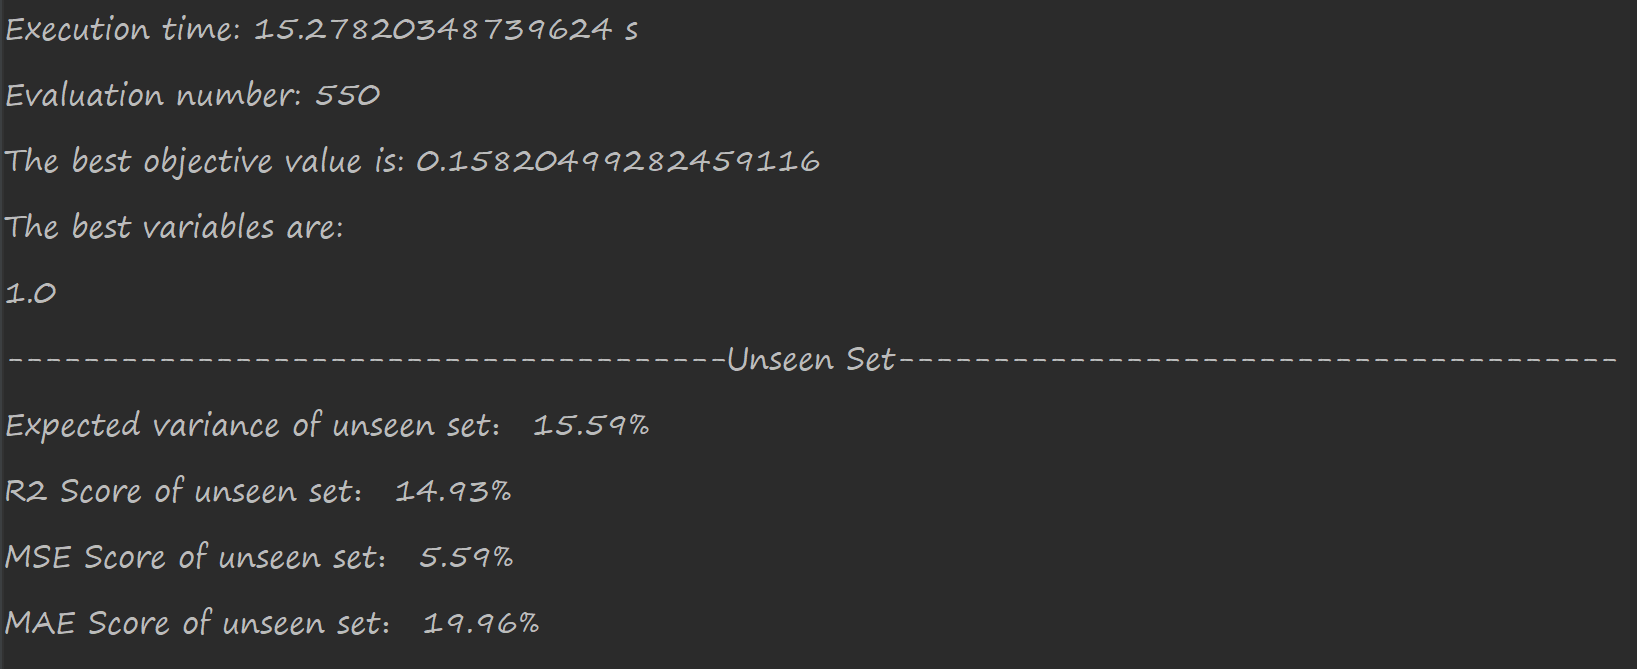 Execution time: 15.27820348739624 s
Evaluation number: 550
The best objective value is: 0.15820499282459116
The best variables are:
1.0
--------------------------------------Unseen Set--------------------------------------
Expected variance of unseen set： 15.59%
R2 Score of unseen set： 14.93%
MSE Score of unseen set： 5.59%
MAE Score of unseen set： 19.96%